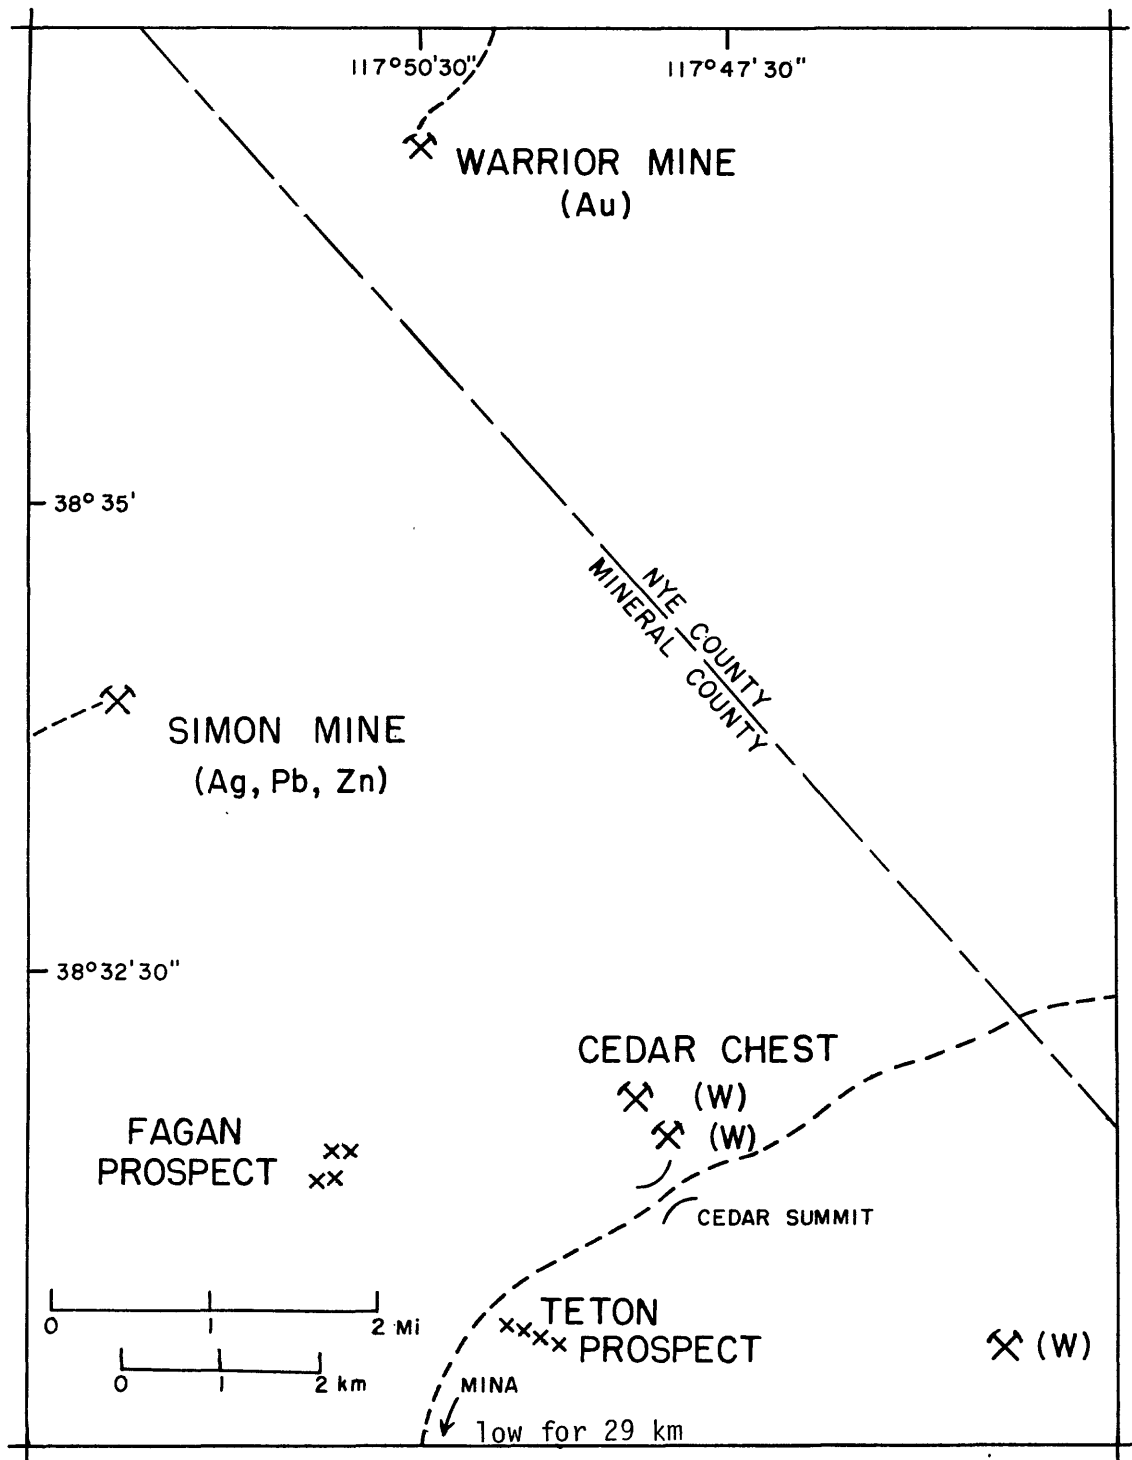 117°50'30" 117°47'30"
WARRIOR MINE
(Au)
38° 35'
NYE COUNTY
MINERAL COUNTY
SIMON MINE
(Ag, Pb, Zn)
38°32'30"
CEDAR CHEST
(W)
(W)
FAGAN
PROSPECT
CEDAR SUMMIT
0 1 2 Mi
TETON
PROSPECT
(W)
0 1 2 km
MINA
low for 29 km